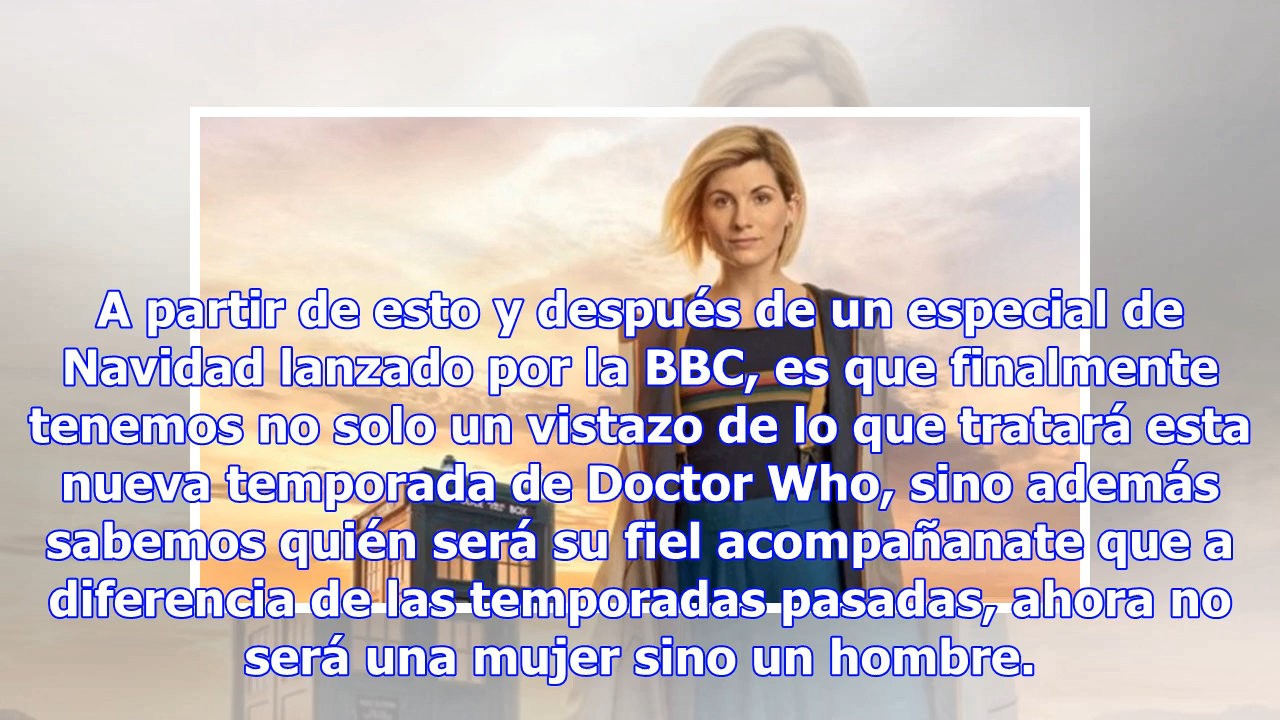 A partir de esto y después de un especial de
Navidad lanzado por la BBC, es que finalmente
tenemos no solo un vistazo de lo que tratará esta
nueva temporada de Doctor Who, sino además
sabemos quién será su fiel acompañanate que a
diferencia de las temporadas pasadas, ahora no
será una mujer sino un hombre.
BOX